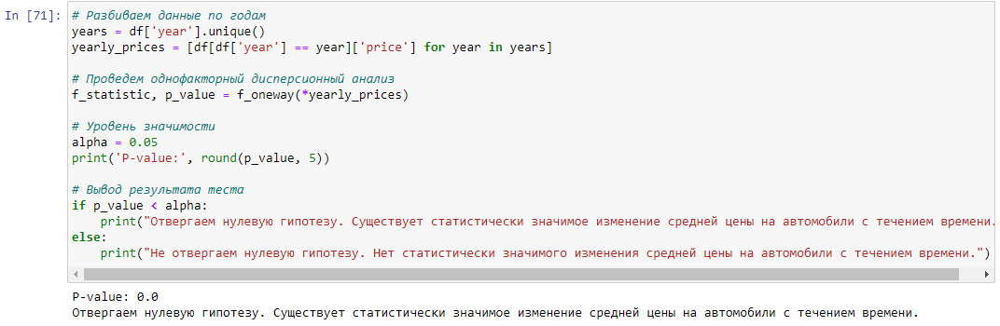 In [71]: # Разбиваем данные по годам
years = df['year'].unique()
yearly_prices = [df[df['year'] == year]['price'] for year in years]
# Проведем однофакторный дисперсионный анализ
f_statistic, p_value = f_oneway(*yearly_prices)
# Уровень значимости
alpha = 0.05
print('P-value:', round(p_value, 5))
# Вывод результата теста
if p_value < alpha:
print("Отвергаем нулевую гипотезу. Существует статистически значимое изменение средней цены на автомобили с течением времени.
else:
print("Не отвергаем нулевую гипотезу. Нет статистически значимого изменения средней цены на автомобили с течением времени.")
P-value: 0.0
Отвергаем нулевую гипотезу. Существует статистически значимое изменение средней цены на автомобили с течением времени.